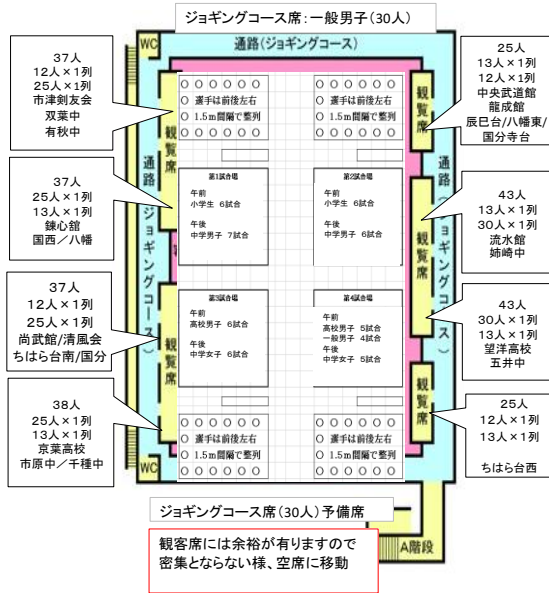 ジョギングコース席:一般男子(30人)
WC
通路(ジョギングコース)
37人
12人×1列
25人×1列
市津剣友会
双葉中
有秋中
25人
13人×1列
12人×1列
中央武道館
龍成館
辰巳台/八幡東/
国分寺台
観覧席
観覧席
○ ○ ○ ○ ○ ○
○ 選手は前後左右
○ 1.5m間隔で整列
○ ○ ○ ○ ○ ○
○ ○ ○ ○ ○ ○
○ 選手は前後左右
○ 1.5m間隔で整列
○ ○ ○ ○ ○ ○
通路(ジョギングコース)
通路(ジョギングコース)
37人
25人×1列
13人×1列
錬心舘
国西/八幡
第1試合場
午前
小学生 6試合
午後
中学男子 7試合
第2試合場
午前
小学生 6試合
午後
中学男子 6試合
観覧席
43人
13人×1列
30人×1列
流水館
姉崎中
37人
12人×1列
25人×1列
尚武館/清風会
ちはら台南/国分
観覧席
第3試合場
午前
高校男子 6試合
午後
中学女子 6試合
第4試合場
午前
高校男子 5試合
一般男子 4試合
午後
中学女子 5試合
43人
30人×1列
13人×1列
望洋高校
五井中
38人
25人×1列
13人×1列
京葉高校
市原中/千種中
観覧席
25人
12人×1列
13人×1列
ちはら台西
○ ○ ○ ○ ○ ○
○ 選手は前後左右
○ 1.5m間隔で整列
○ ○ ○ ○ ○ ○
○ ○ ○ ○ ○ ○
○ 選手は前後左右
○ 1.5m間隔で整列
○ ○ ○ ○ ○ ○
WC
ジョギングコース席(30人)予備席
A階段
観客席には余裕が有りますので
密集とならない様、空席に移動